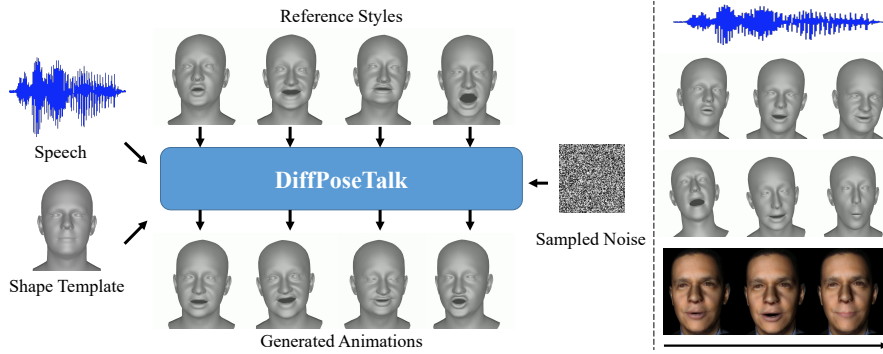 Reference Styles
Speech
DiffPoseTalk
Sampled Noise
Shape Template
Generated Animations